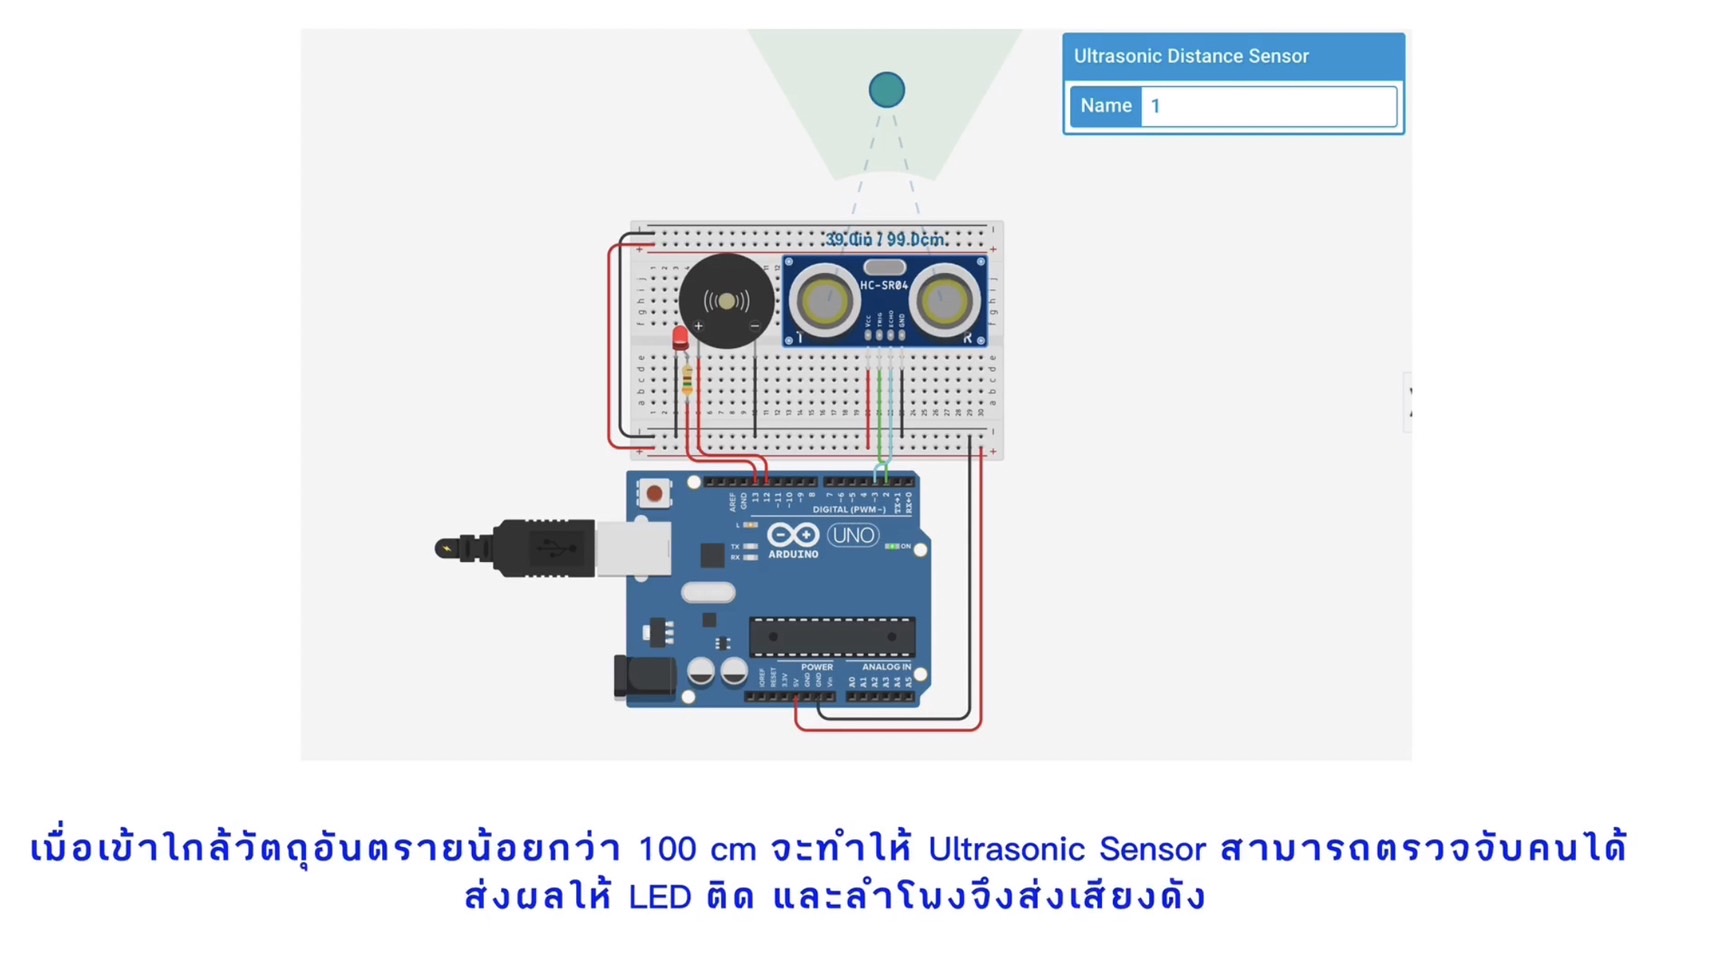 Ultrasonic Distance Sensor
Name 1
39.0in / 99.0cm
HC-SR04
VCC TRIG ECHO GND
T R
AREF GND 13 12 ~11 ~10 ~9 8 7 ~6 ~5 4 ~3 2 TX→1 RX←0
DIGITAL (PWM~)
L
TX
RX
ARDUINO
UNO
ON
POWER
ANALOG IN
IOREF RESET 3.3V 5V GND GND Vin A0 A1 A2 A3 A4 A5
เมื่อเข้าใกล้วัตถุอันตรายน้อยกว่า 100 cm จะทำให้ Ultrasonic Sensor สามารถตรวจจับคนได้
ส่งผลให้ LED ติด และลำโพงจึงส่งเสียงดัง